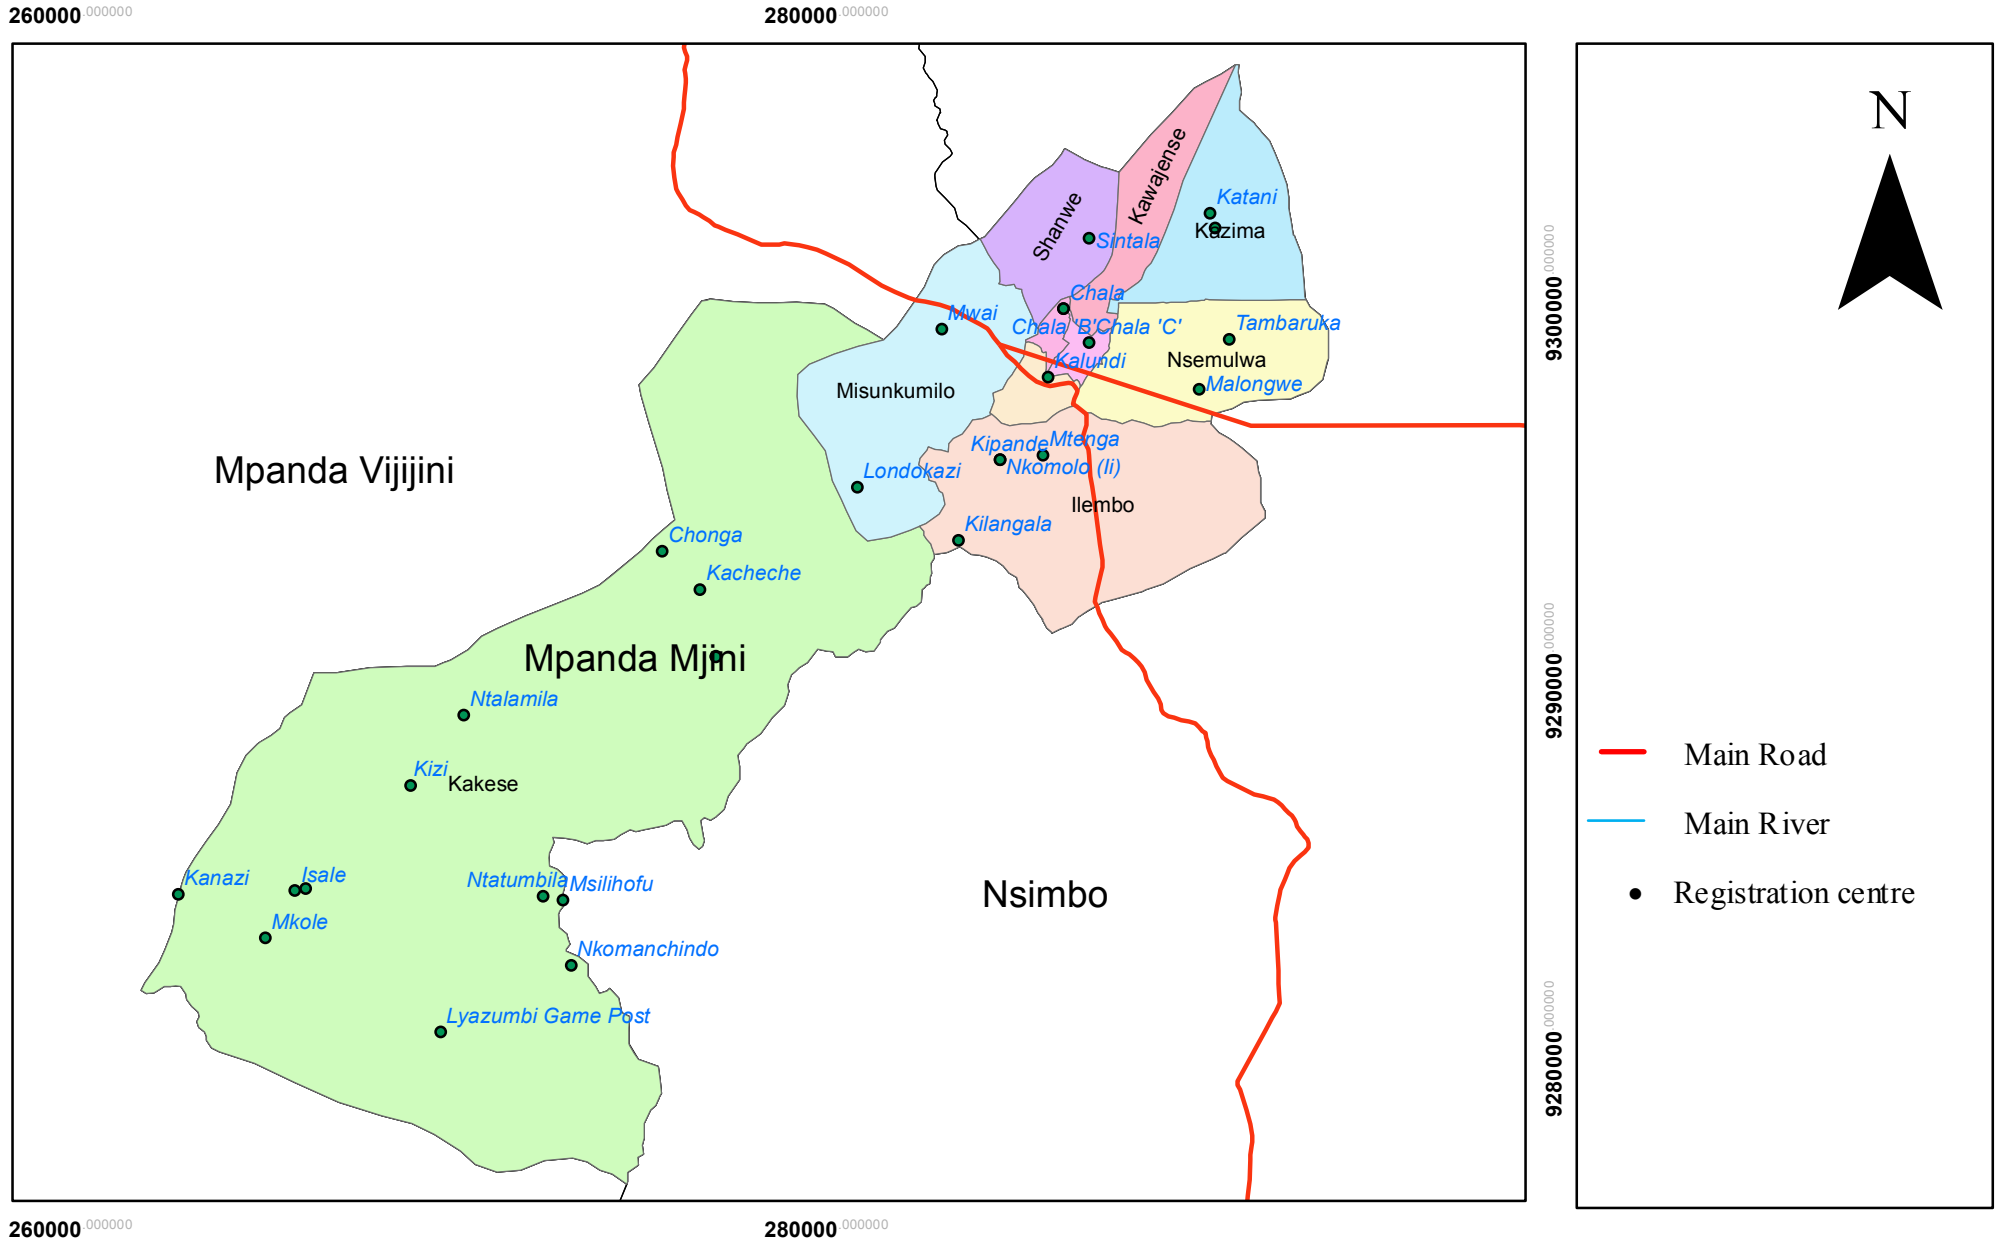 260000.000000
280000.000000
N
Kawajense
Katani
Kazima
Shanwe
Sintala
Chala
Mwai
Chala 'B'
Chala 'C'
Tambaruka
9300000.000000
Kalundi
Nsemulwa
Malongwe
Misunkumilo
Mpanda Vijijini
Kipande
Mtenga
Nkomolo (Ii)
Londokazi
Ilembo
Kilangala
Chonga
Kacheche
Mpanda Mjini
9290000.000000
Ntalamila
Kizi
Kakese
Main Road
Main River
Kanazi
Isale
Ntatumbila
Msilihofu
Nsimbo
Registration centre
Mkole
Nkomanchindo
Lyazumbi Game Post
9280000.000000
260000.000000
280000.000000